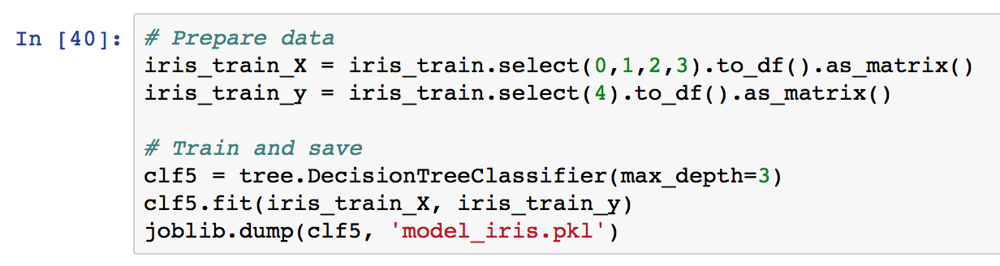 In [40]: # Prepare data
iris_train_X = iris_train.select(0,1,2,3).to_df().as_matrix()
iris_train_y = iris_train.select(4).to_df().as_matrix()
# Train and save
clf5 = tree.DecisionTreeClassifier(max_depth=3)
clf5.fit(iris_train_X, iris_train_y)
joblib.dump(clf5, 'model_iris.pkl')